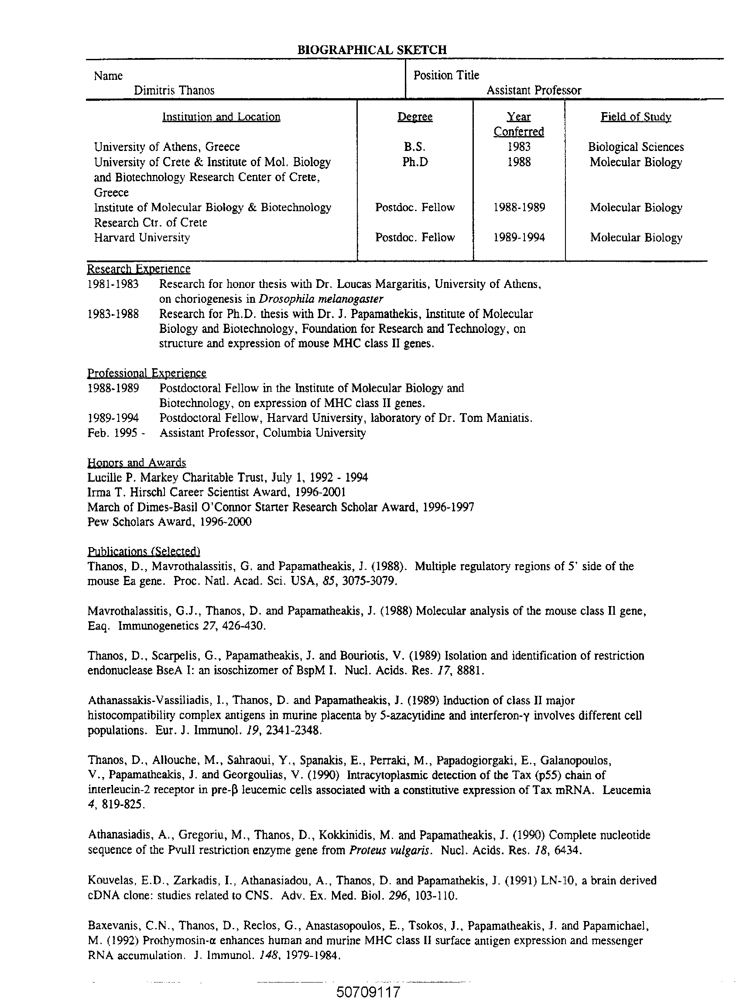 BIOGRAPHICAL SKETCH
Name
Position Title
Dimitris Thanos
Assistant Professor
Institution and Location
Degree
Year
Conferred
Field of Study
University of Athens, Greece
B.S.
1983
Biological Sciences
University of Crete & Institute of Mol. Biology
and Biotechnology Research Center of Crete,
Greece
Ph.D
1988
Molecular Biology
Institute of Molecular Biology & Biotechnology
Research Ctr. of Crete
Postdoc. Fellow
1988-1989
Molecular Biology
Harvard University
Postdoc. Fellow
1989-1994
Molecular Biology
Research Experience
1981-1983 Research for honor thesis with Dr. Loucas Margaritis, University of Athens,
on choriogenesis in Drosophila melanogaster
1983-1988 Research for Ph.D. thesis with Dr. J. Papamathekis, Institute of Molecular
Biology and Biotechnology, Foundation for Research and Technology, on
structure and expression of mouse MHC class II genes.
Professional Experience
1988-1989 Postdoctoral Fellow in the Institute of Molecular Biology and
Biotechnology, on expression of MHC class II genes.
1989-1994 Postdoctoral Fellow, Harvard University, laboratory of Dr. Tom Maniatis.
Feb. 1995 - Assistant Professor, Columbia University
Honors and Awards
Lucille P. Markey Charitable Trust, July 1, 1992 - 1994
Irma T. Hirschl Career Scientist Award, 1996-2001
March of Dimes-Basil O'Connor Starter Research Scholar Award, 1996-1997
Pew Scholars Award, 1996-2000
Publications (Selected)
Thanos, D., Mavrothalassitis, G. and Papamatheakis, J. (1988). Multiple regulatory regions of 5' side of the
mouse Ea gene. Proc. Natl. Acad. Sci. USA, 85, 3075-3079.
Mavrothalassitis, G.J., Thanos, D. and Papamatheakis, J. (1988) Molecular analysis of the mouse class II gene,
Eaq. Immunogenetics 27, 426-430.
Thanos, D., Scarpelis, G., Papamatheakis, J. and Bouriotis, V. (1989) Isolation and identification of restriction
endonuclease BseA I: an isoschizomer of BspM I. Nucl. Acids. Res. 17, 8881.
Athanassakis-Vassiliadis, I., Thanos, D. and Papamatheakis, J. (1989) Induction of class II major
histocompatibility complex antigens in murine placenta by 5-azacytidine and interferon-γ involves different cell
populations. Eur. J. Immunol. 19, 2341-2348.
Thanos, D., Allouche, M., Sahraoui, Y., Spanakis, E., Perraki, M., Papadogiorgaki, E., Galanopoulos,
V., Papamatheakis, J. and Georgoulias, V. (1990) Intracytoplasmic detection of the Tax (p55) chain of
interleucin-2 receptor in pre-β leucemic cells associated with a constitutive expression of Tax mRNA. Leucemia
4, 819-825.
Athanasiadis, A., Gregoriu, M., Thanos, D., Kokkinidis, M. and Papamatheakis, J. (1990) Complete nucleotide
sequence of the PvuII restriction enzyme gene from Proteus vulgaris. Nucl. Acids. Res. 18, 6434.
Kouvelas, E.D., Zarkadis, I., Athanasiadou, A., Thanos, D. and Papamathekis, J. (1991) LN-10, a brain derived
cDNA clone: studies related to CNS. Adv. Ex. Med. Biol. 296, 103-110.
Baxevanis, C.N., Thanos, D., Reclos, G., Anastasopoulos, E., Tsokos, J., Papamatheakis, J. and Papamichael,
M. (1992) Prothymosin-α enhances human and murine MHC class II surface antigen expression and messenger
RNA accumulation. J. Immunol. 148, 1979-1984.
50709117